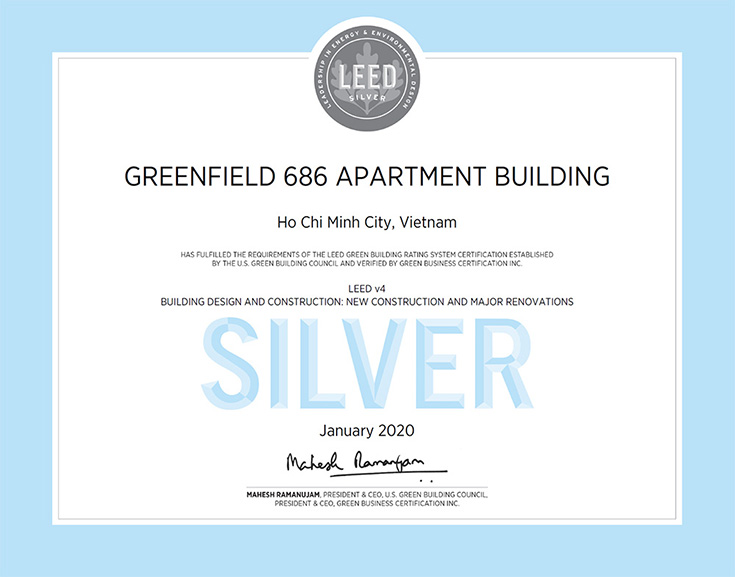 LEADERSHIP IN ENERGY & ENVIRONMENTAL DESIGN
LEED
SILVER
GREENFIELD 686 APARTMENT BUILDING
Ho Chi Minh City, Vietnam
HAS FULFILLED THE REQUIREMENTS OF THE LEED GREEN BUILDING RATING SYSTEM CERTIFICATION ESTABLISHED
BY THE U.S. GREEN BUILDING COUNCIL AND VERIFIED BY GREEN BUSINESS CERTIFICATION INC.
LEED v4
BUILDING DESIGN AND CONSTRUCTION: NEW CONSTRUCTION AND MAJOR RENOVATIONS
SILVER
January 2020
Mahesh Ramanujam
MAHESH RAMANUJAM, PRESIDENT & CEO, U.S. GREEN BUILDING COUNCIL,
PRESIDENT & CEO, GREEN BUSINESS CERTIFICATION INC.